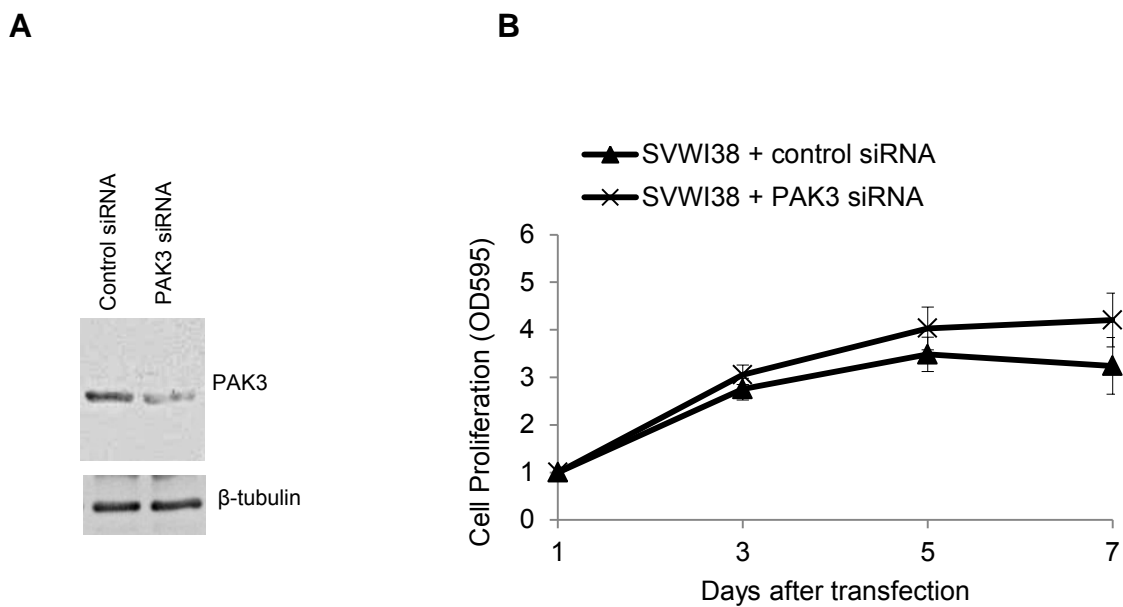 A
B
Control siRNA
PAK3 siRNA
PAK3
β-tubulin
SVWI38 + control siRNA
SVWI38 + PAK3 siRNA
Cell Proliferation (OD595)
6
5
4
3
2
1
0
1 3 5 7
Days after transfection